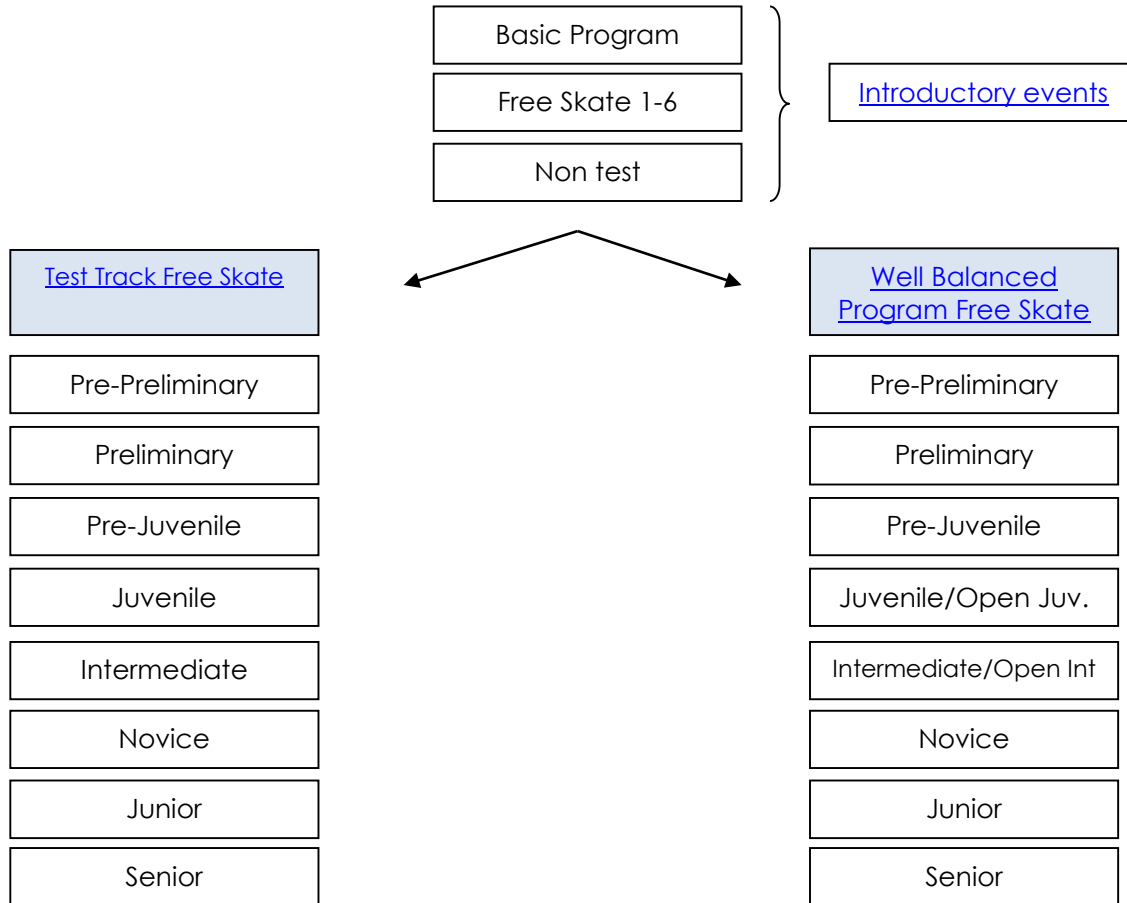 Basic Program
Free Skate 1-6
Non test
Introductory events
Test Track Free Skate
Pre-Preliminary
Preliminary
Pre-Juvenile
Juvenile
Intermediate
Novice
Junior
Senior
Well Balanced
Program Free Skate
Pre-Preliminary
Preliminary
Pre-Juvenile
Juvenile/Open Juv.
Intermediate/Open Int
Novice
Junior
Senior